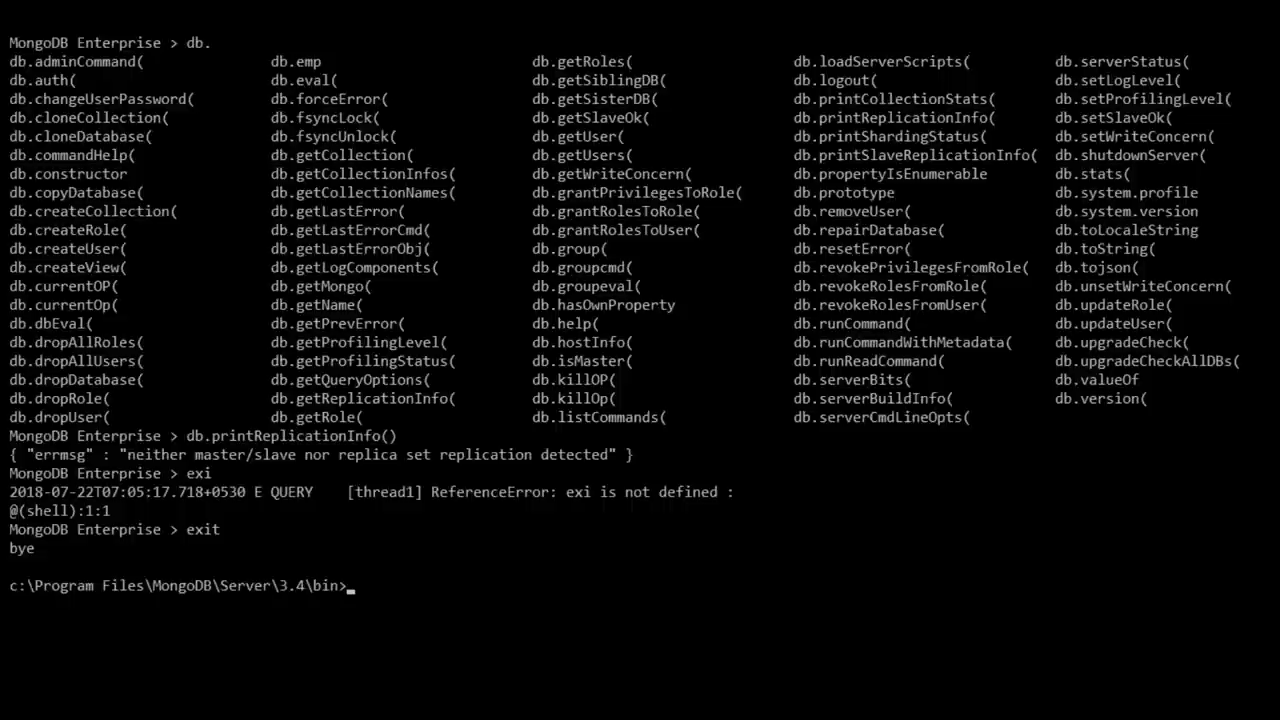 MongoDB Enterprise > db.
db.adminCommand( db.emp db.getRoles( db.loadServerScripts( db.serverStatus(
db.auth( db.eval( db.getSiblingDB( db.logout( db.setLogLevel(
db.changeUserPassword( db.forceError( db.getSisterDB( db.printCollectionStats( db.setProfilingLevel(
db.cloneCollection( db.fsyncLock( db.getSlaveOk( db.printReplicationInfo( db.setSlaveOk(
db.cloneDatabase( db.fsyncUnlock( db.getUser( db.printShardingStatus( db.setWriteConcern(
db.commandHelp( db.getCollection( db.getUsers( db.printSlaveReplicationInfo( db.shutdownServer(
db.constructor db.getCollectionInfos( db.getWriteConcern( db.propertyIsEnumerable db.stats(
db.copyDatabase( db.getCollectionNames( db.grantPrivilegesToRole( db.prototype db.system.profile
db.createCollection( db.getLastError( db.grantRolesToRole( db.removeUser( db.system.version
db.createRole( db.getLastErrorCmd( db.grantRolesToUser( db.repairDatabase( db.toLocaleString
db.createUser( db.getLastErrorObj( db.group( db.resetError( db.toString(
db.createView( db.getLogComponents( db.groupcmd( db.revokePrivilegesFromRole( db.tojson(
db.currentOP( db.getMongo( db.groupeval( db.revokeRolesFromRole( db.unsetWriteConcern(
db.currentOp( db.getName( db.hasOwnProperty db.revokeRolesFromUser( db.updateRole(
db.dbEval( db.getPrevError( db.help( db.runCommand( db.updateUser(
db.dropAllRoles( db.getProfilingLevel( db.hostInfo( db.runCommandWithMetadata( db.upgradeCheck(
db.dropAllUsers( db.getProfilingStatus( db.isMaster( db.runReadCommand( db.upgradeCheckAllDBs(
db.dropDatabase( db.getQueryOptions( db.killOP( db.serverBits( db.valueOf
db.dropRole( db.getReplicationInfo( db.killOp( db.serverBuildInfo( db.version(
db.dropUser( db.getRole( db.listCommands( db.serverCmdLineOpts(
MongoDB Enterprise > db.printReplicationInfo()
{ "errmsg" : "neither master/slave nor replica set replication detected" }
MongoDB Enterprise > exi
2018-07-22T07:05:17.718+0530 E QUERY [thread1] ReferenceError: exi is not defined :
@(shell):1:1
MongoDB Enterprise > exit
bye
c:\Program Files\MongoDB\Server\3.4\bin>